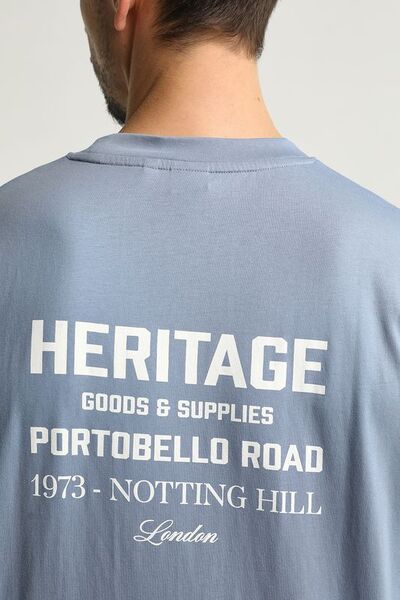 HERITAGE
GOODS & SUPPLIES
PORTOBELLO ROAD
1973 - NOTTING HILL
London